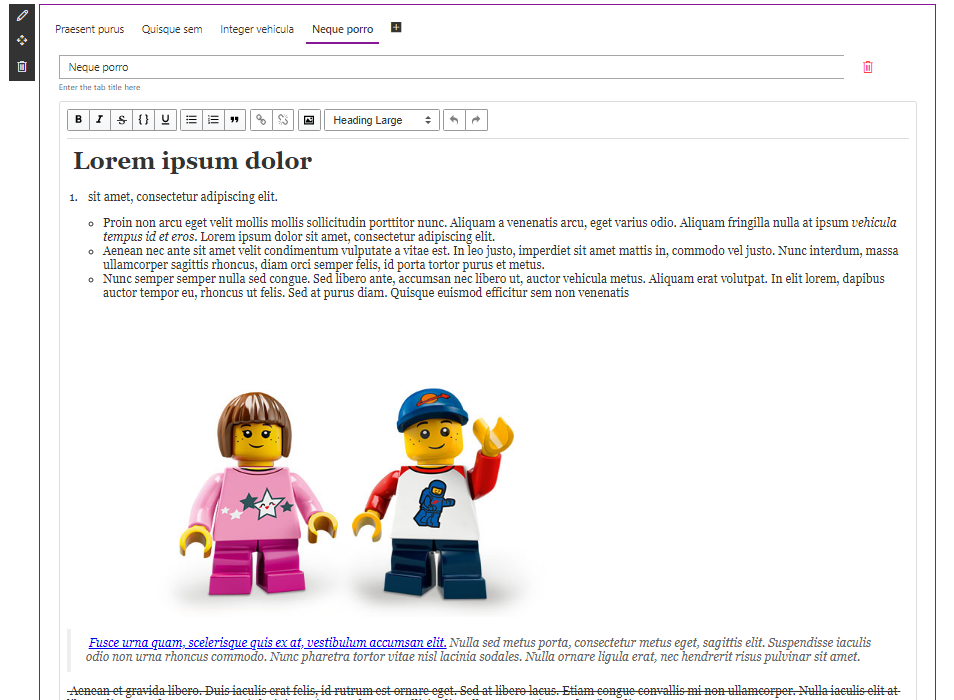 Praesent purus Quisque sem Integer vehicula Neque porro
Neque porro
Enter the tab title here
B I S {} U Heading Large
Lorem ipsum dolor
1. sit amet, consectetur adipiscing elit.
Proin non arcu eget velit mollis mollis sollicitudin porttitor nunc. Aliquam a venenatis arcu, eget varius odio. Aliquam fringilla nulla at ipsum vehicula
tempus id et eros. Lorem ipsum dolor sit amet, consectetur adipiscing elit.
Aenean nec ante sit amet velit condimentum vulputate a vitae est. In leo justo, imperdiet sit amet mattis in, commodo vel justo. Nunc interdum, massa
ullamcorper sagittis rhoncus, diam orci semper felis, id porta tortor purus et metus.
Nunc semper semper nulla sed congue. Sed libero ante, accumsan nec libero ut, auctor vehicula metus. Aliquam erat volutpat. In elit lorem, dapibus
auctor tempor eu, rhoncus ut felis. Sed at purus diam. Quisque euismod efficitur sem non venenatis
Fusce urna quam, scelerisque quis ex at, vestibulum accumsan elit. Nulla sed metus porta, consectetur metus eget, sagittis elit. Suspendisse iaculis
odio non urna rhoncus commodo. Nunc pharetra tortor vitae nisl lacinia sodales. Nulla ornare ligula erat, nec hendrerit risus pulvinar sit amet.
Aenean et gravida libero. Duis iaculis erat felis, id rutrum est ornare eget. Sed at libero lacus. Etiam congue convallis mi non ullamcorper. Nulla iaculis elit at